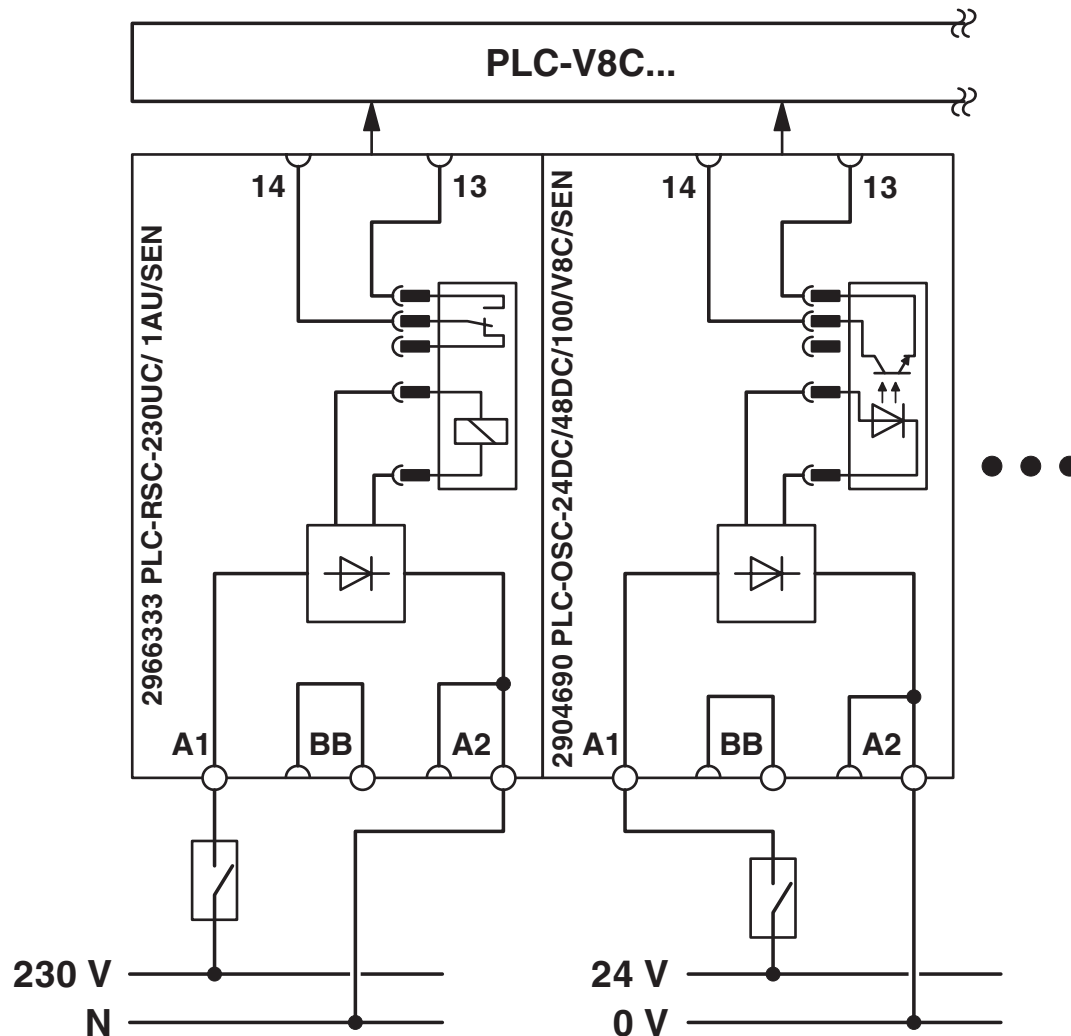 PLC-V8C...
14
13
14
13
2966333 PLC-RSC-230UC/ 1AU/SEN
2904690 PLC-OSC-24DC/48DC/100/V8C/SEN
A1
BB
A2
A1
BB
A2
230 V
24 V
N
0 V